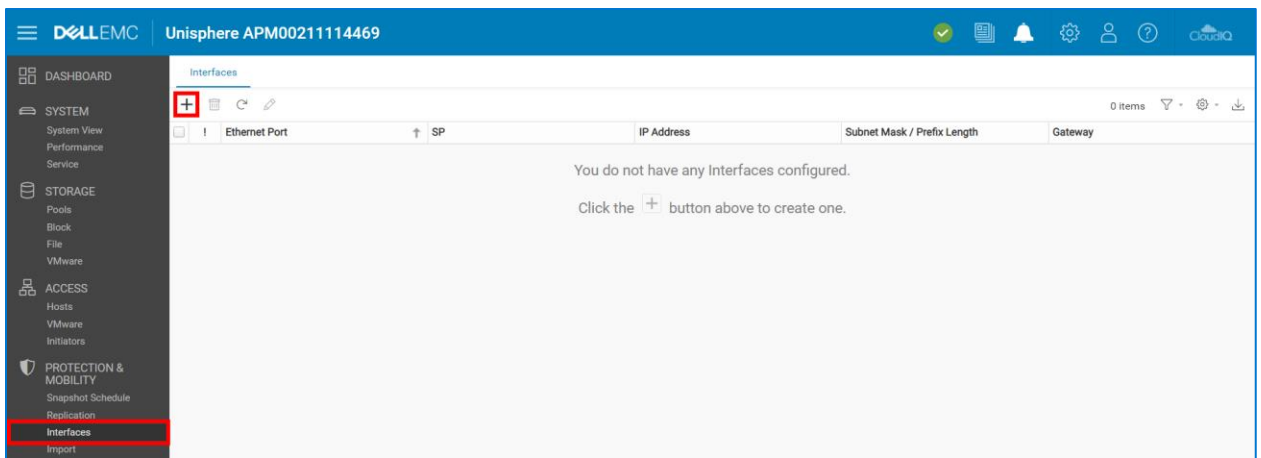 DELLEMC Unisphere APM00211114469 CloudIQ
DASHBOARD
SYSTEM
System View
Performance
Service
STORAGE
Pools
Block
File
VMware
ACCESS
Hosts
VMware
Initiators
PROTECTION &
MOBILITY
Snapshot Schedule
Replication
Interfaces
Import
Interfaces
0 items
! Ethernet Port SP IP Address Subnet Mask / Prefix Length Gateway
You do not have any Interfaces configured.
Click the + button above to create one.